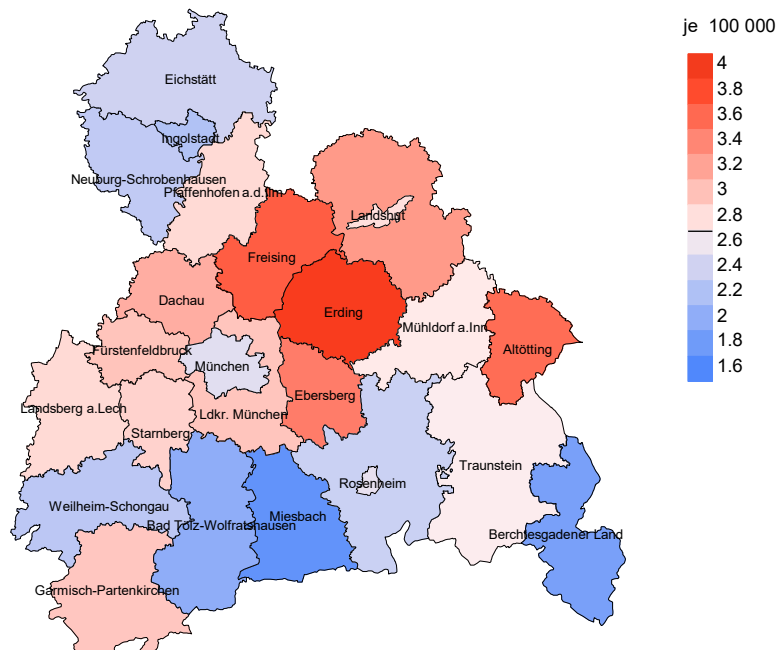 je 100 000
4
3.8
3.6
3.4
3.2
3
2.8
2.6
2.4
2.2
2
1.8
1.6
Eichstätt
Ingolstadt
Neuburg-Schrobenhausen
Pfaffenhofen a.d.Ilm
Landshut
Freising
Dachau
Erding
Mühldorf a.Inn
Altötting
Fürstenfeldbruck
München
Ebersberg
Landsberg a.Lech
Ldkr. München
Starnberg
Traunstein
Rosenheim
Weilheim-Schongau
Miesbach
Bad Tölz-Wolfratshausen
Berchtesgadener Land
Garmisch-Partenkirchen